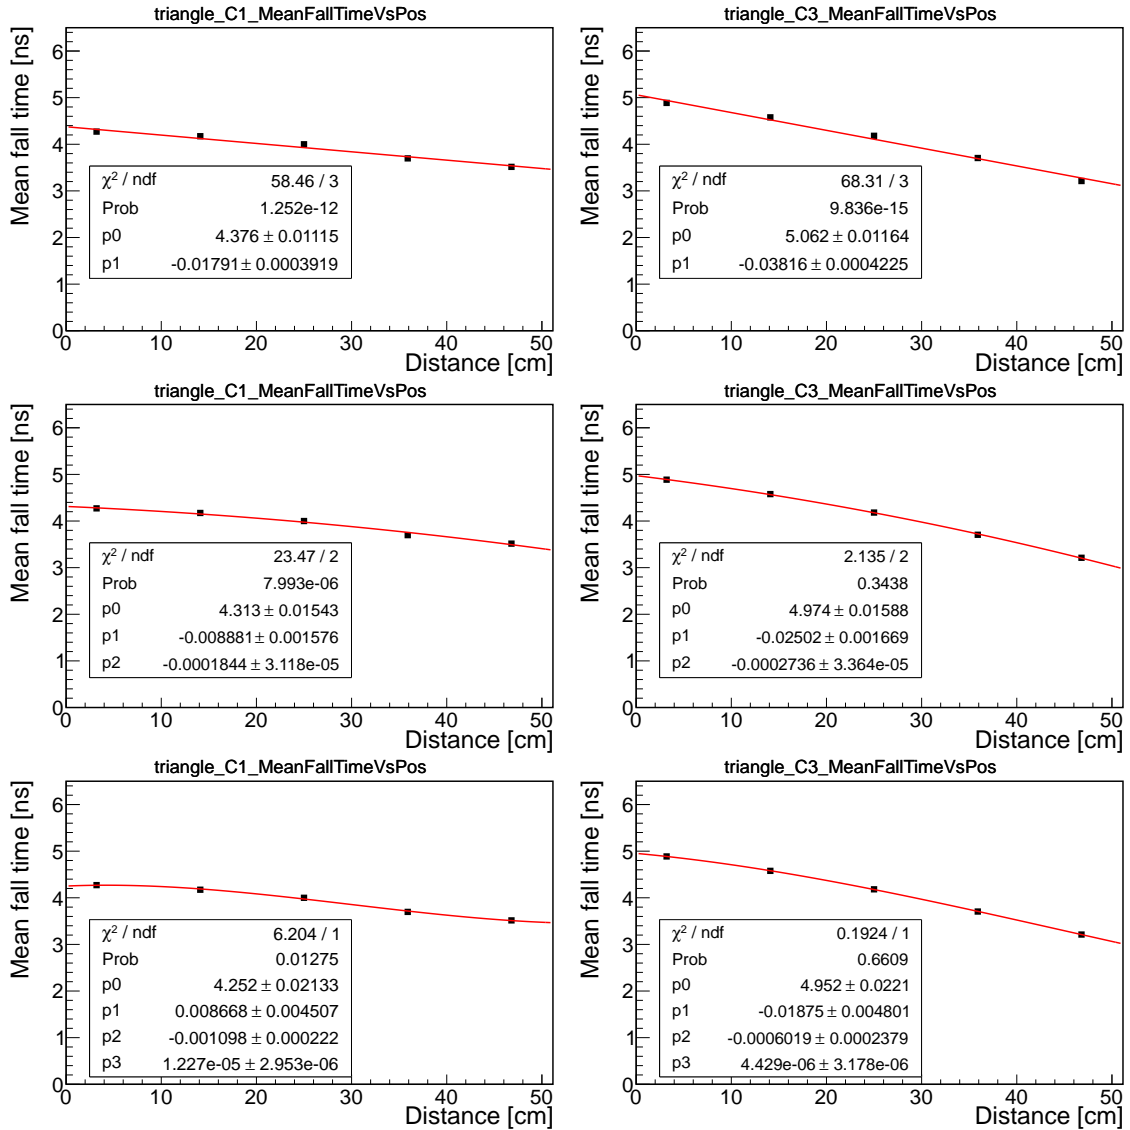 triangle_C1_MeanFallTimeVsPos
Mean fall time [ns]
6
5
4
3
2
1
0
χ² / ndf 58.46 / 3
Prob 1.252e-12
p0 4.376 ± 0.01115
p1 -0.01791 ± 0.0003919
0 10 20 30 40 50
Distance [cm]
triangle_C3_MeanFallTimeVsPos
Mean fall time [ns]
6
5
4
3
2
1
0
χ² / ndf 68.31 / 3
Prob 9.836e-15
p0 5.062 ± 0.01164
p1 -0.03816 ± 0.0004225
0 10 20 30 40 50
Distance [cm]
triangle_C1_MeanFallTimeVsPos
Mean fall time [ns]
6
5
4
3
2
1
0
χ² / ndf 23.47 / 2
Prob 7.993e-06
p0 4.313 ± 0.01543
p1 -0.008881 ± 0.001576
p2 -0.0001844 ± 3.118e-05
0 10 20 30 40 50
Distance [cm]
triangle_C3_MeanFallTimeVsPos
Mean fall time [ns]
6
5
4
3
2
1
0
χ² / ndf 2.135 / 2
Prob 0.3438
p0 4.974 ± 0.01588
p1 -0.02502 ± 0.001669
p2 -0.0002736 ± 3.364e-05
0 10 20 30 40 50
Distance [cm]
triangle_C1_MeanFallTimeVsPos
Mean fall time [ns]
6
5
4
3
2
1
0
χ² / ndf 6.204 / 1
Prob 0.01275
p0 4.252 ± 0.02133
p1 0.008668 ± 0.004507
p2 -0.001098 ± 0.000222
p3 1.227e-05 ± 2.953e-06
0 10 20 30 40 50
Distance [cm]
triangle_C3_MeanFallTimeVsPos
Mean fall time [ns]
6
5
4
3
2
1
0
χ² / ndf 0.1924 / 1
Prob 0.6609
p0 4.952 ± 0.0221
p1 -0.01875 ± 0.004801
p2 -0.0006019 ± 0.0002379
p3 4.429e-06 ± 3.178e-06
0 10 20 30 40 50
Distance [cm]